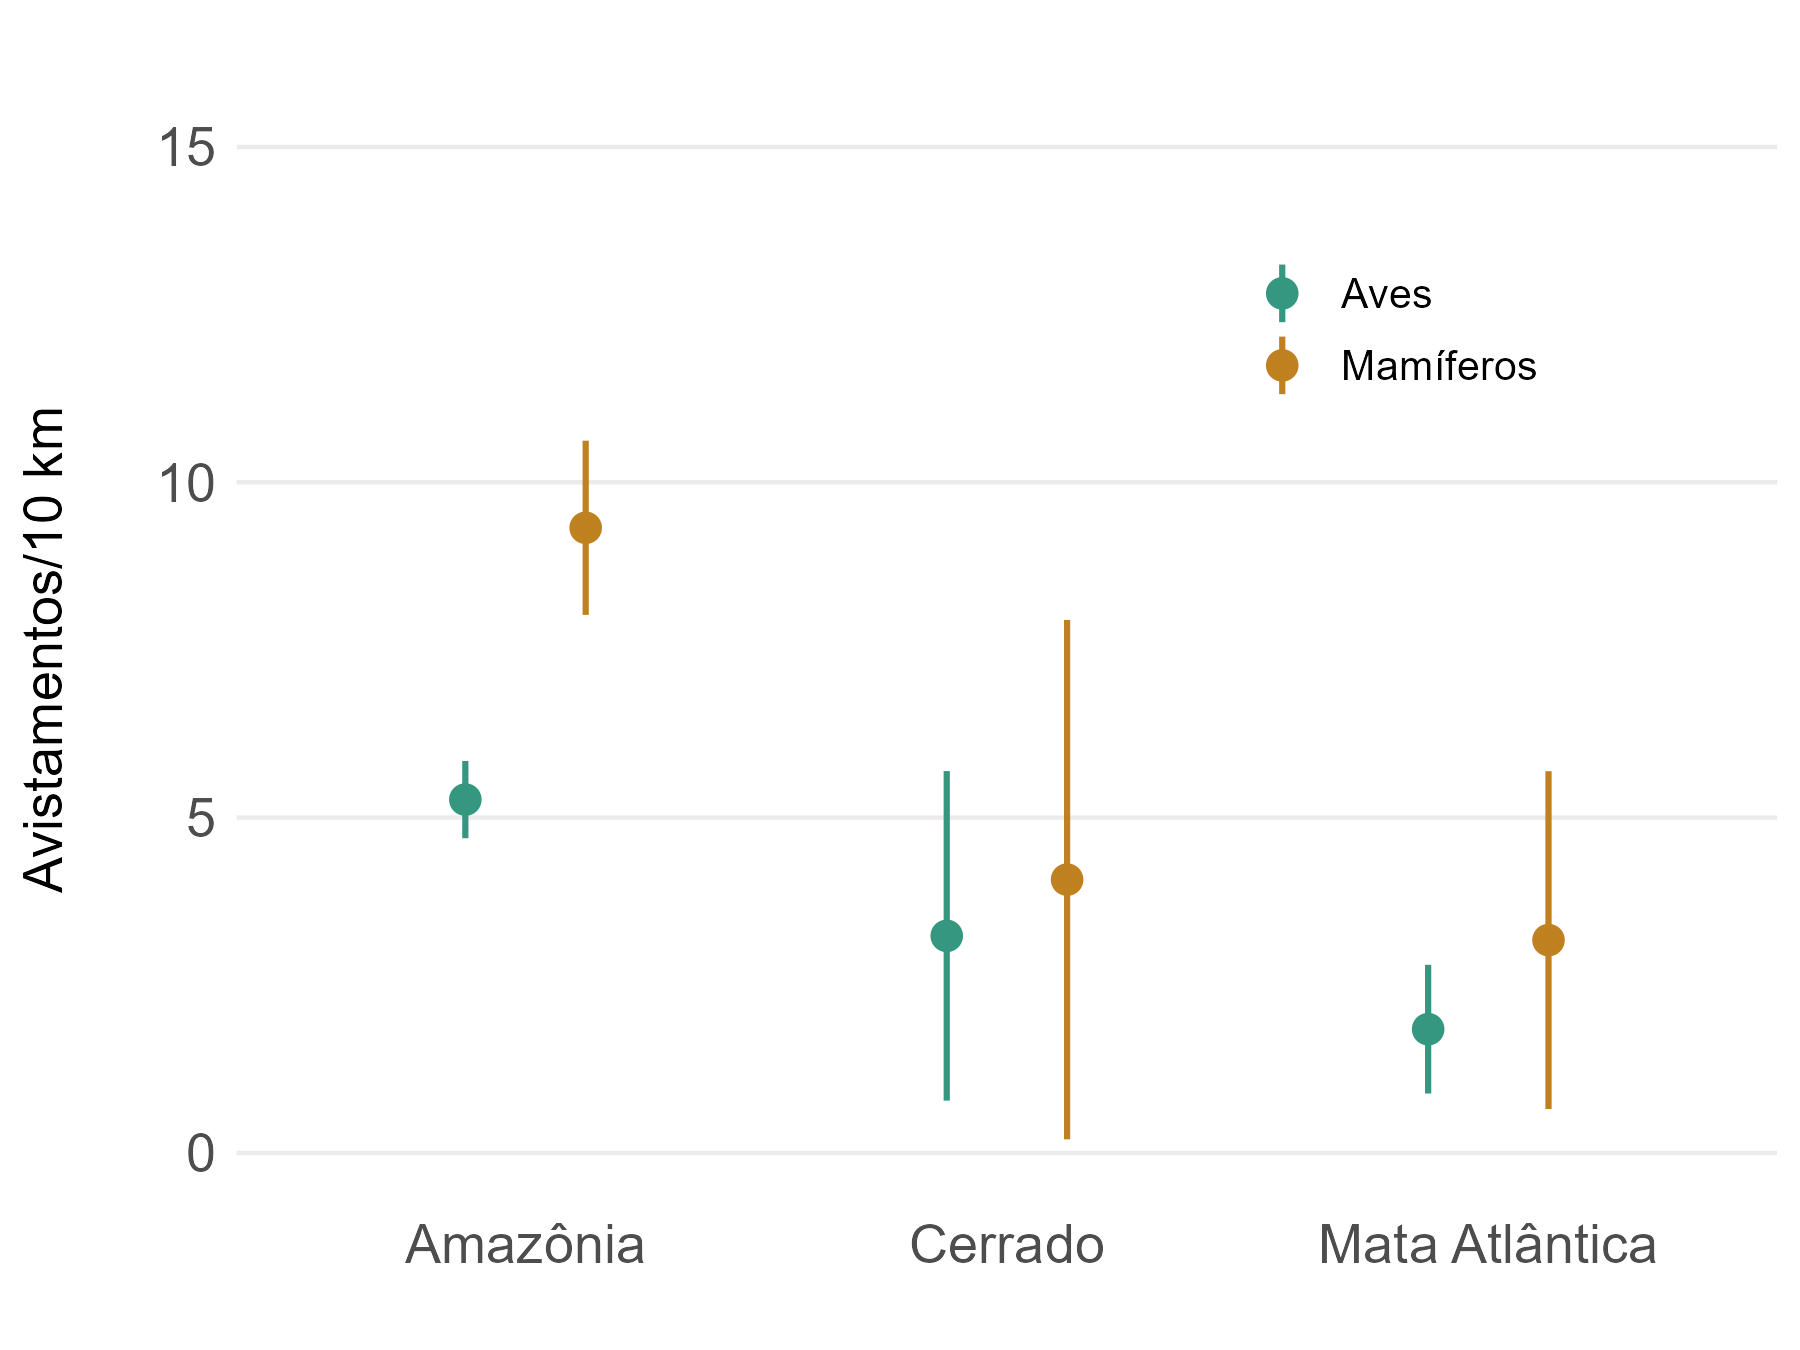 Avistamentos/10 km
15
10
5
0
Aves
Mamíferos
Amazônia
Cerrado
Mata Atlântica